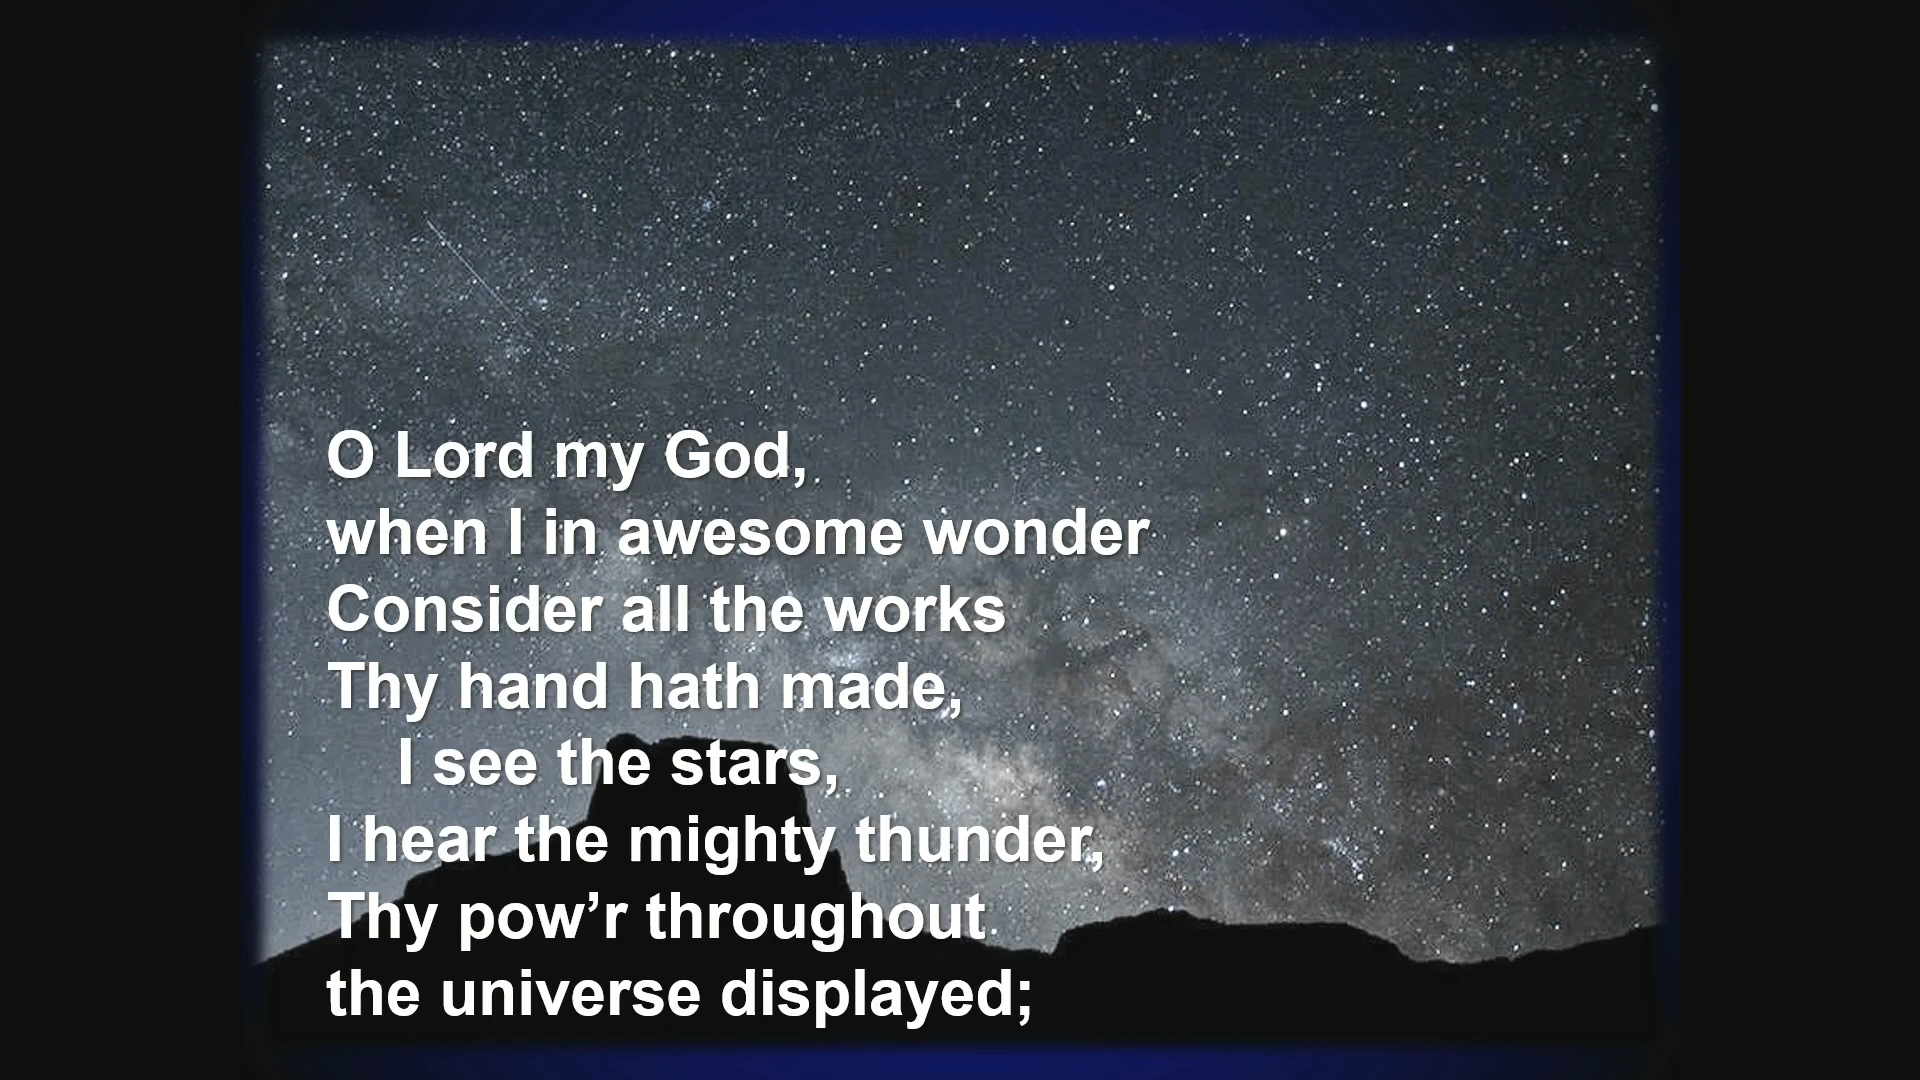 O Lord my God,
when I in awesome wonder
Consider all the works
Thy hand hath made,
I see the stars,
I hear the mighty thunder,
Thy pow’r throughout
the universe displayed;